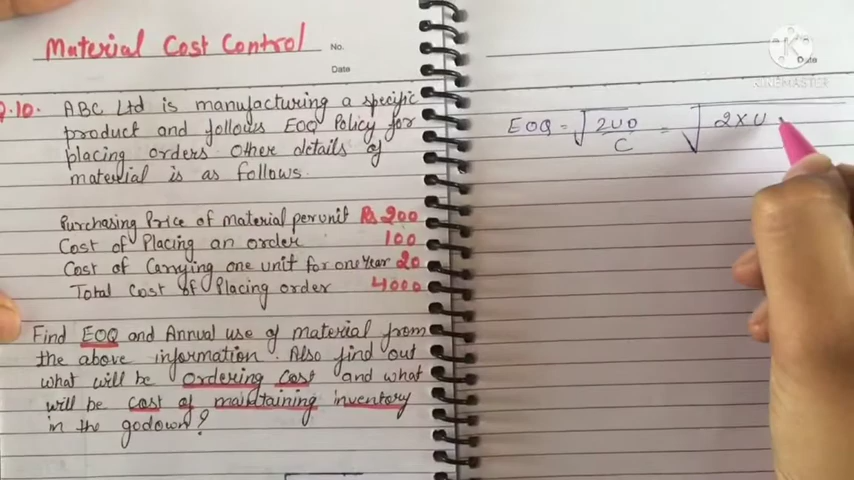 Material Cost Control
No.
Date
Q.10. ABC Ltd is manufacturing a specific
product and follows EOQ Policy for
placing orders. Other details of
material is as follows.
Purchasing Price of material per unit Rs 200
Cost of Placing an order 100
Cost of Carrying one unit for one year 20
Total Cost of Placing order 4000
Find EOQ and Annual use of material from
the above information. Also find out
what will be ordering cost and what
will be cost of maintaining inventory
in the godown?
Date
KINEMASTER
EOQ = √2UO/C = √2×U